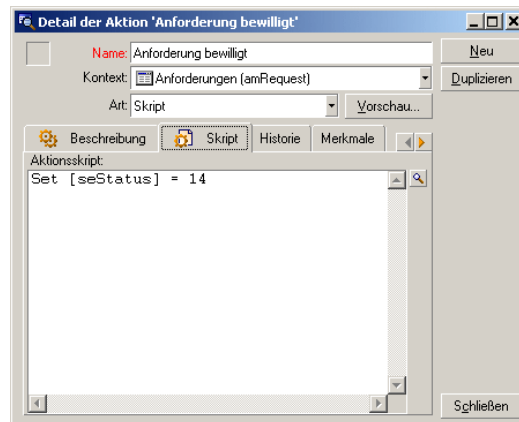 Detail der Aktion 'Anforderung bewilligt'
Name: Anforderung bewilligt
Neu
Kontext: Anforderungen (amRequest)
Duplizieren
Art: Skript
Vorschau...
Beschreibung Skript Historie Merkmale
Aktionsskript:
Set [seStatus] = 14
Schließen